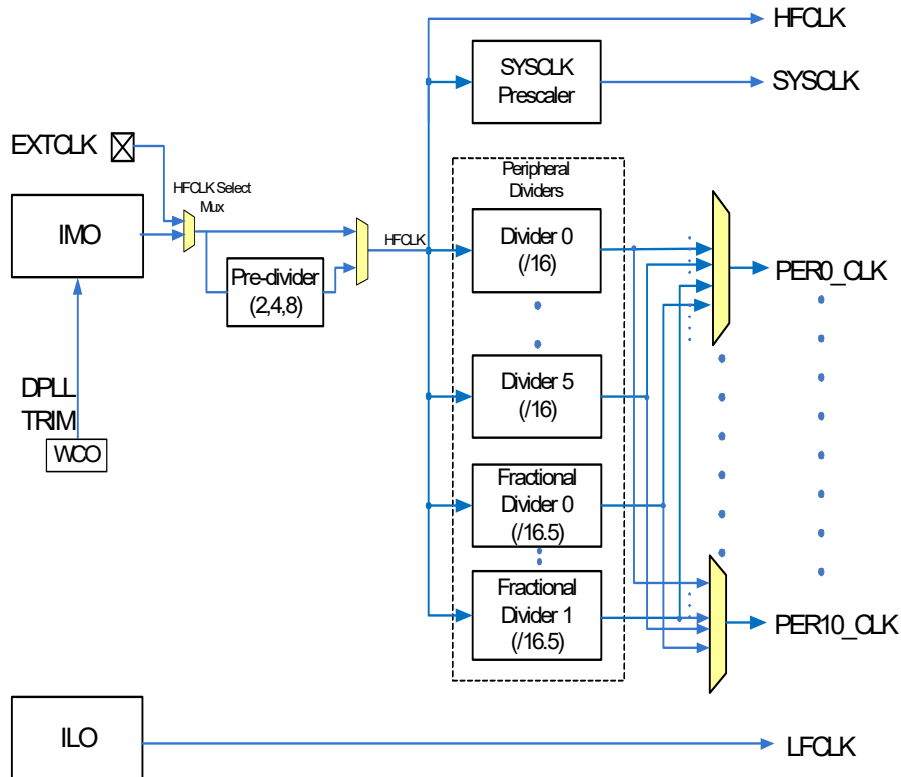 HFCLK
SYSCLK
Prescaler
SYSCLK
EXTCLK
HFCLK Select
Mux
Peripheral
Dividers
IMO
Divider 0
(/16)
HFCLK
Pre-divider
(2,4,8)
PER0_CLK
DPLL
TRIM
Divider 5
(/16)
WCO
Fractional
Divider 0
(/16.5)
Fractional
Divider 1
(/16.5)
PER10_CLK
ILO
LFCLK